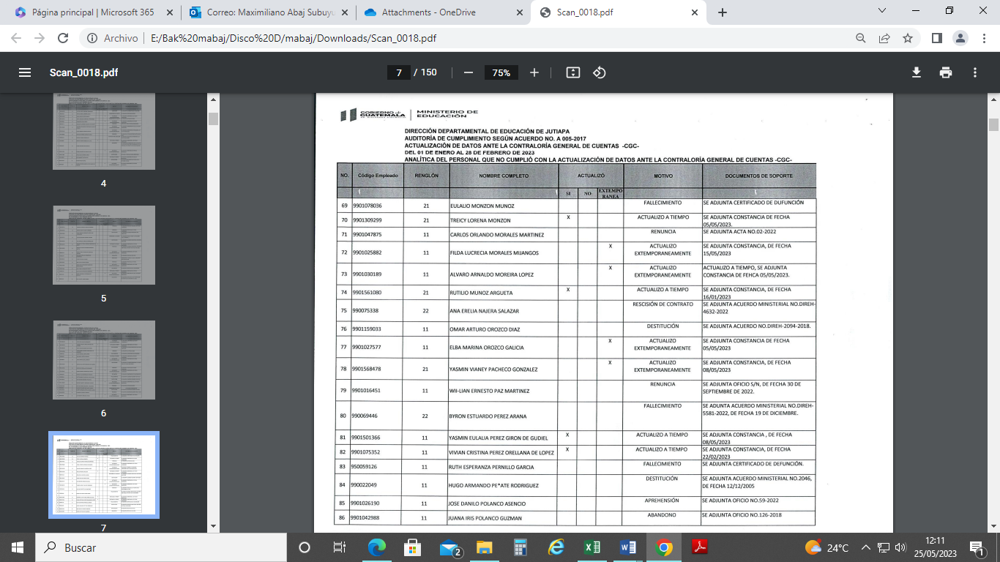 Página principal | Microsoft 365
Correo: Maximiliano Abaj Subuyu
Attachments - OneDrive
Scan_0018.pdf
Archivo
E:/Bak%20mabaj/Disco%20D/mabaj/Downloads/Scan_0018.pdf
Scan_0018.pdf
7 / 150
75%
4
5
6
7
GOBIERNO de GUATEMALA
MINISTERIO DE EDUCACIÓN
DIRECCIÓN DEPARTAMENTAL DE EDUCACIÓN DE JUTIAPA
AUDITORÍA DE CUMPLIMIENTO SEGÚN ACUERDO NO. A 005-2017
ACTUALIZACIÓN DE DATOS ANTE LA CONTRALORÍA GENERAL DE CUENTAS -CGC-
DEL 01 DE ENERO AL 28 DE FEBRERO DE 2023
ANALÍTICA DEL PERSONAL QUE NO CUMPLIÓ CON LA ACTUALIZACIÓN DE DATOS ANTE LA CONTRALORÍA GENERAL DE CUENTAS -CGC-
NO. Código Empleado RENGLÓN NOMBRE COMPLETO ACTUALIZÓ MOTIVO DOCUMENTOS DE SOPORTE
SI NO EXTEMPORANEA
69 9901078036 21 EULALIO MONZON MUNOZ FALLECIMIENTO SE ADJUNTA CERTIFICADO DE DUFUNCIÓN
70 9901309299 21 TREICY LORENA MONZON X ACTUALIZO A TIEMPO SE ADJUNTA CONSTANCIA DE FECHA 05/05/2023.
71 9901047875 11 CARLOS ORLANDO MORALES MARTINEZ RENUNCIA SE ADJUNTA ACTA NO.02-2022
72 9901025882 11 FILDA LUCRECIA MORALES MIJANGOS X ACTUALIZO EXTEMPORANEAMENTE SE ADJUNTA CONSTANCIA, DE FECHA 15/05/2023
73 9901030189 11 ALVARO ARNALDO MOREIRA LOPEZ X ACTUALIZO EXTEMPORANEAMENTE ACTUALIZO A TIEMPO, SE ADJUNTA CONSTANCIA DE FEHCA 05/05/2023.
74 9901561080 21 RUTILIO MUNOZ ARGUETA X ACTUALIZO A TIEMPO SE ADJUNTA CONSTANCIA, DE FECHA 16/01/2023
75 990075338 22 ANA ERELIA NAJERA SALAZAR RESCISIÓN DE CONTRATO SE ADJUNTA ACUERDO MINISTERIAL NO.DIREH-4632-2022
76 9901159033 11 OMAR ARTURO OROZCO DIAZ DESTITUCIÓN SE ADJUNTA ACUERDO NO.DIREH-2094-2018.
77 9901027577 11 ELBA MARINA OROZCO GALICIA X ACTUALIZO EXTEMPORANEAMENTE SE ADJUNTA CONSTANCIA DE FECHA 05/05/2023
78 9901568478 21 YASMIN VIANEY PACHECO GONZALEZ X ACTUALIZO EXTEMPORANEAMENTE SE ADJUNTA CONSTANCIA, DE FECHA 08/05/2023
79 9901016451 11 WII-LIAN ERNESTO PAZ MARTINEZ RENUNCIA SE ADJUNTA OFICIO S/N, DE FECHA 30 DE SEPTIEMBRE DE 2022.
80 990069446 22 BYRON ESTUARDO PEREZ ARANA FALLECIMIENTO SE ADUNTA ACUERDO MINISTERIAL NO.DIREH-5581-2022, DE FECHA 19 DE DICIEMBRE.
81 9901501366 11 YASMIN EULALIA PEREZ GIRON DE GUDIEL X ACTUALIZO A TIEMPO SE ADJUNTA CONSTANCIA , DE FECHA 08/05/2023
82 9901075352 11 VIVIAN CRISTINA PEREZ ORELLANA DE LOPEZ X ACTUALIZO A TIEMPO SE ADJUNTA CONSTANCIA, DE FECHA 22/02/2023
83 950059126 11 RUTH ESPERANZA PERNILLO GARCIA FALLECIMIENTO SE ADJUNTA CERTIFICADO DE DEFUNCIÓN.
84 990022049 11 HUGO ARMANDO PE*ATE RODRIGUEZ DESTITUCIÓN SE ADJUNTA ACUERDO MINISTERIAL NO.2046, DE FECHA 12/12/2005
85 9901026190 11 JOSE DANILO POLANCO ASENCIO APREHENSIÓN SE ADJUNTA OFICIO NO.59-2022
86 9901042988 11 JUANA IRIS POLANCO GUZMAN ABANDONO SE ADJUNTA OFICIO NO.126-2018
Buscar
2
24°C
12:11
25/05/2023
1